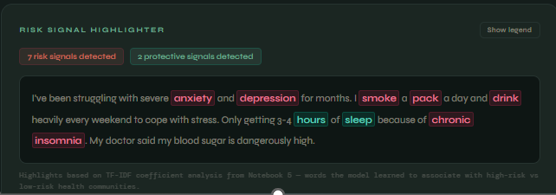 RISK SIGNAL HIGHLIGHTER
Show legend
7 risk signals detected
2 protective signals detected
I've been struggling with severe anxiety and depression for months. I smoke a pack a day and drink
heavily every weekend to cope with stress. Only getting 3-4 hours of sleep because of chronic
insomnia. My doctor said my blood sugar is dangerously high.
Highlights based on TF-IDF coefficient analysis from Notebook 5 — words the model learned to associate with high-risk vs
low-risk health communities.